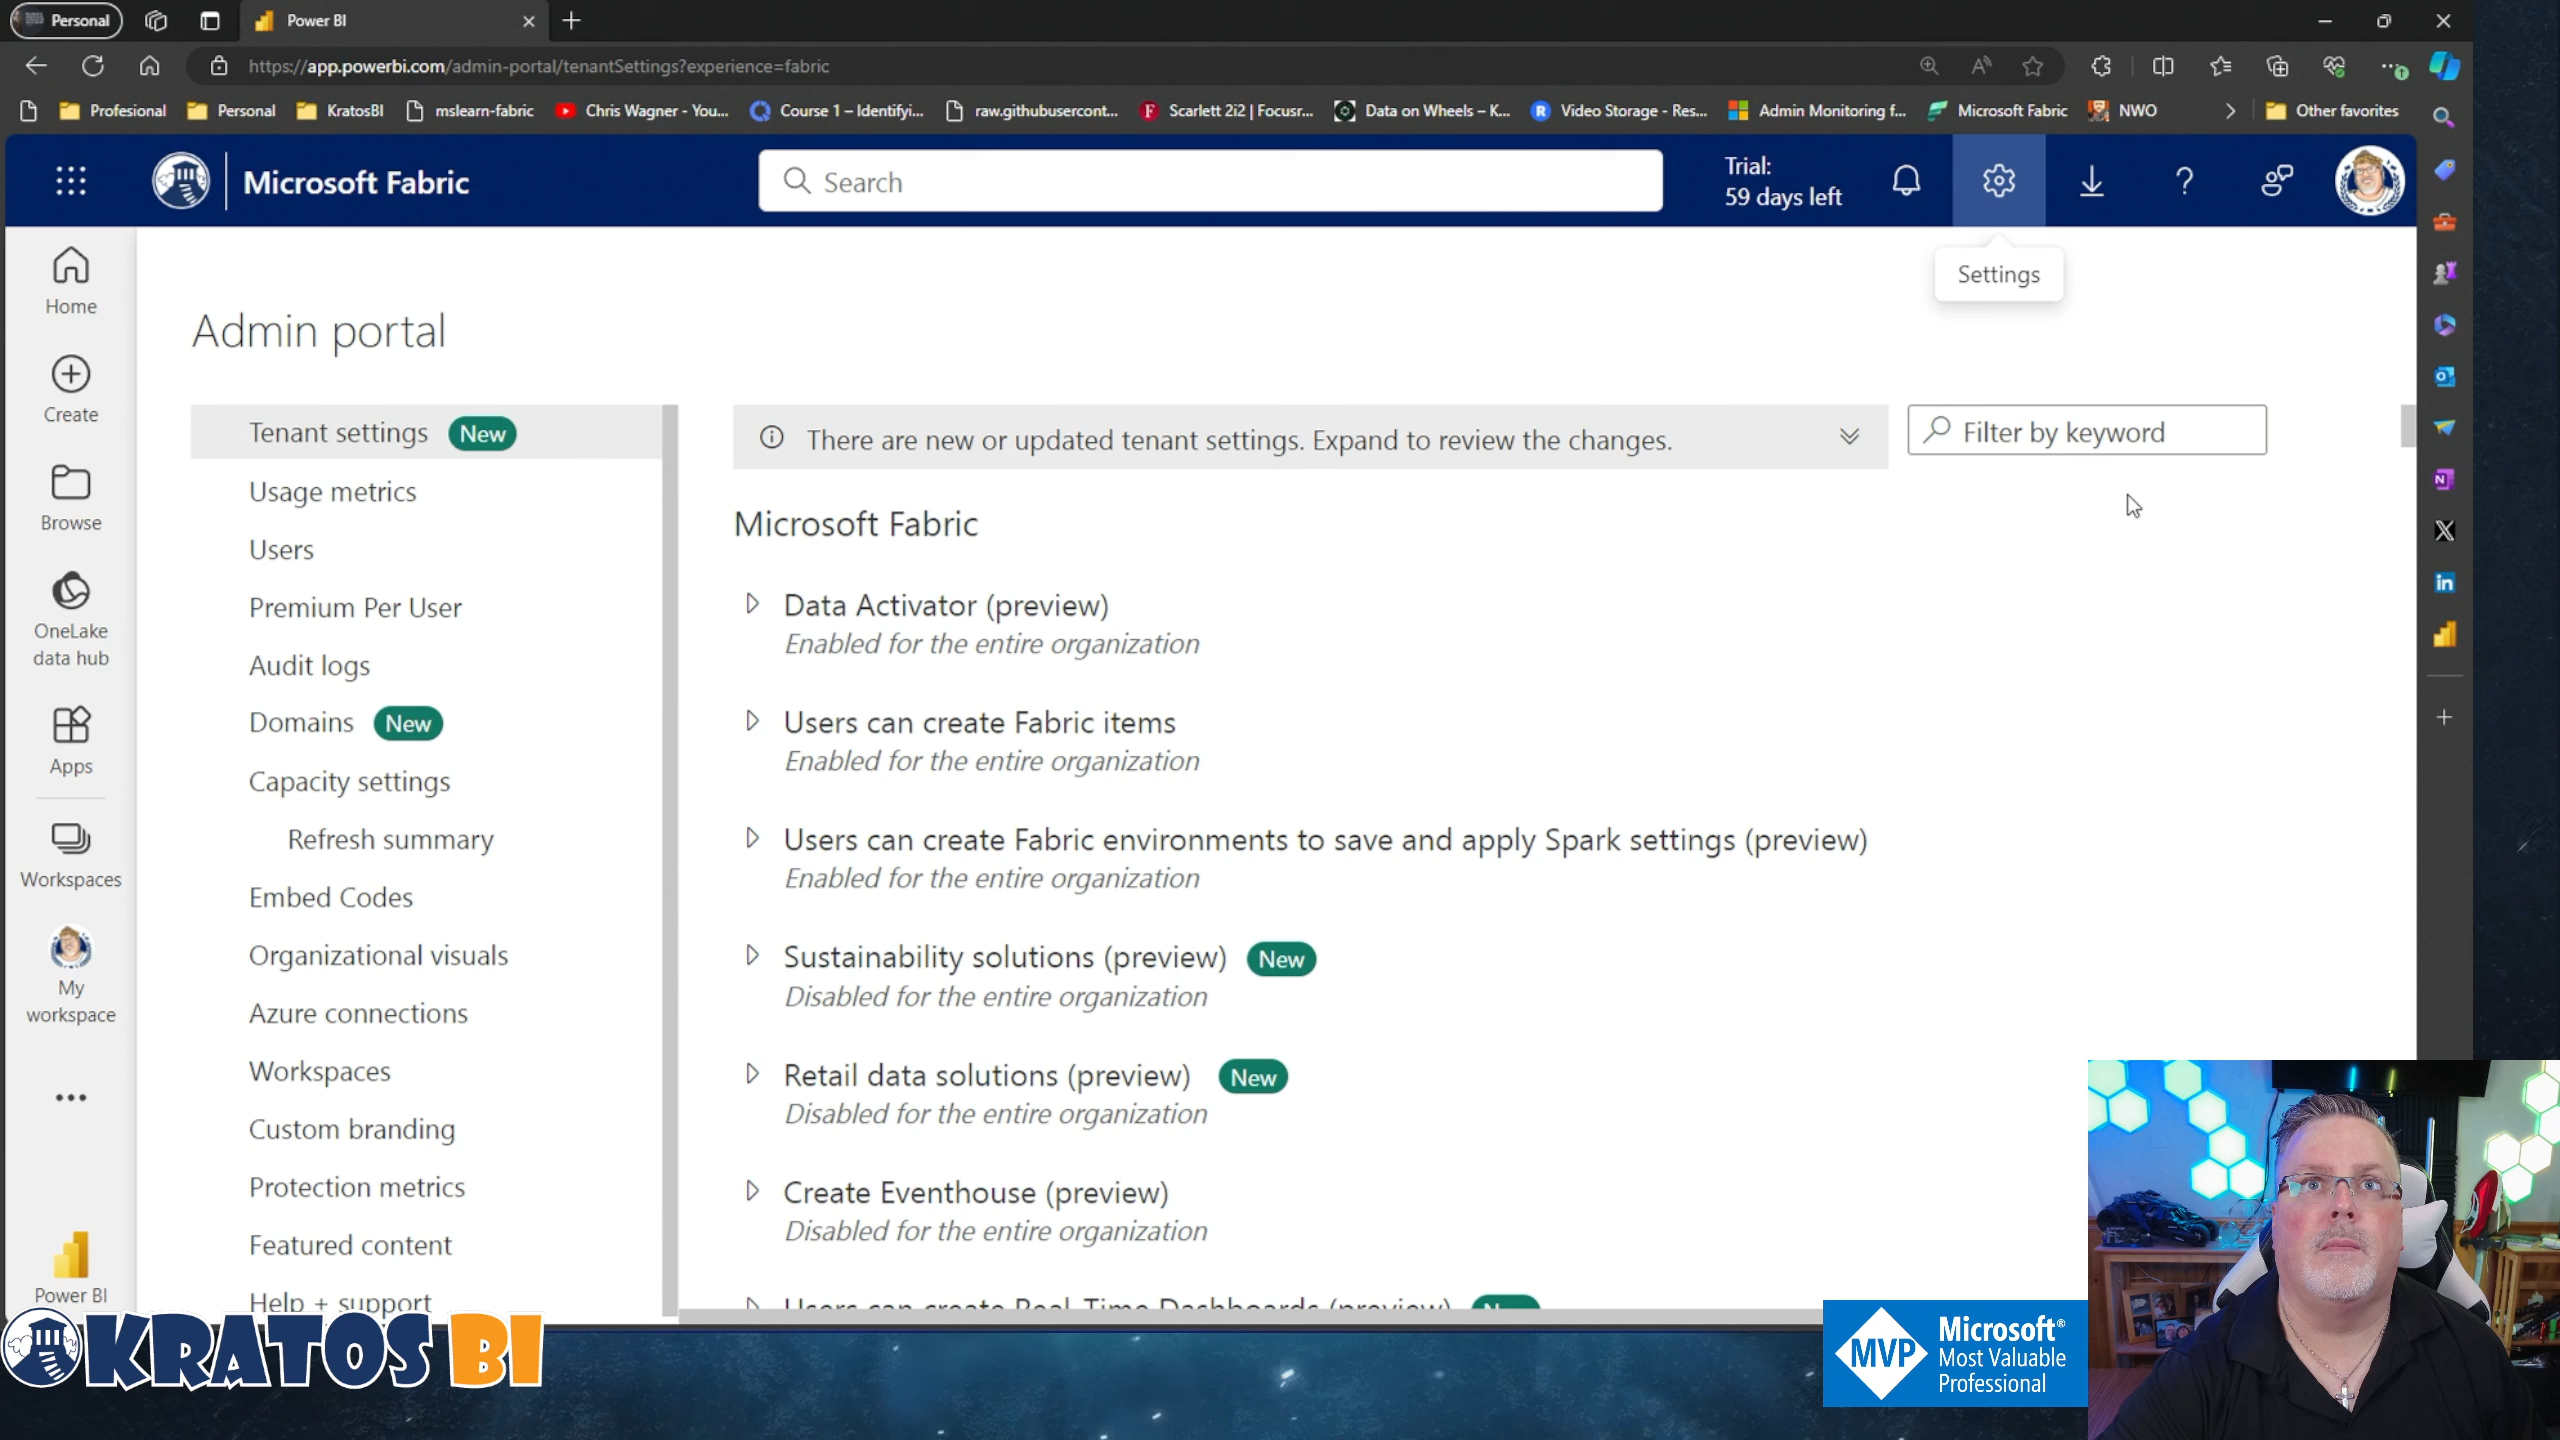 Personal
Power BI
https://app.powerbi.com/admin-portal/tenantSettings?experience=fabric
Profesional
Personal
KratosBI
mslearn-fabric
Chris Wagner - You...
Course 1 – Identifyi...
raw.githubusercont...
Scarlett 2i2 | Focusr...
Data on Wheels – K...
Video Storage - Res...
Admin Monitoring f...
Microsoft Fabric
NWO
Other favorites
Microsoft Fabric
Search
Trial:
59 days left
Settings
Home
Create
Browse
OneLake
data hub
Apps
Workspaces
My
workspace
Power BI
Admin portal
Tenant settings New
Usage metrics
Users
Premium Per User
Audit logs
Domains New
Capacity settings
Refresh summary
Embed Codes
Organizational visuals
Azure connections
Workspaces
Custom branding
Protection metrics
Featured content
Help + support
There are new or updated tenant settings. Expand to review the changes.
Filter by keyword
Microsoft Fabric
Data Activator (preview)
Enabled for the entire organization
Users can create Fabric items
Enabled for the entire organization
Users can create Fabric environments to save and apply Spark settings (preview)
Enabled for the entire organization
Sustainability solutions (preview) New
Disabled for the entire organization
Retail data solutions (preview) New
Disabled for the entire organization
Create Eventhouse (preview)
Disabled for the entire organization
Users can create Real-Time Dashboards (preview) New
KRATOS BI
MVP
Microsoft®
Most Valuable
Professional